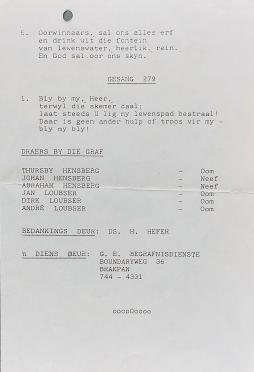 5. Oorwinnaars, sal ons alles erf
en drink uit die fontein
van lewenswater, heerlik, rein.
En God sal oor ons skyn.
GESANG 279
1. Bly by my, Heer,
terwyl die skemer daal;
laat steeds U lig my lewenspad bestraal!
Daar is geen ander hulp of troos vir my -
bly my by!
DRAERS BY DIE GRAF
THURSBY HENSBERG - Oom
JOHAN HENSBERG - Neef
ABRAHAM HENSBERG - Neef
JAN LOUBSER - Oom
DIRK LOUBSER - Oom
ANDRÉ LOUBSER - Oom
BEDANKINGS DEUR: DS. H. HEFER
'n DIENS DEUR: G. E. BEGRAFNISDIENSTE
BOUNDARYWEG 36
BRAKPAN
744 - 4331
ooooOoooo